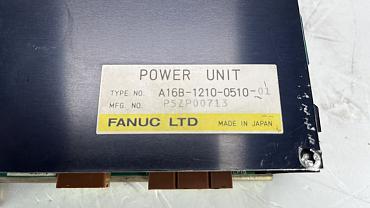 POWER UNIT
TYPE NO. A16B-1210-0510-01
MFG. NO. P5ZP00713
FANUC LTD MADE IN JAPAN